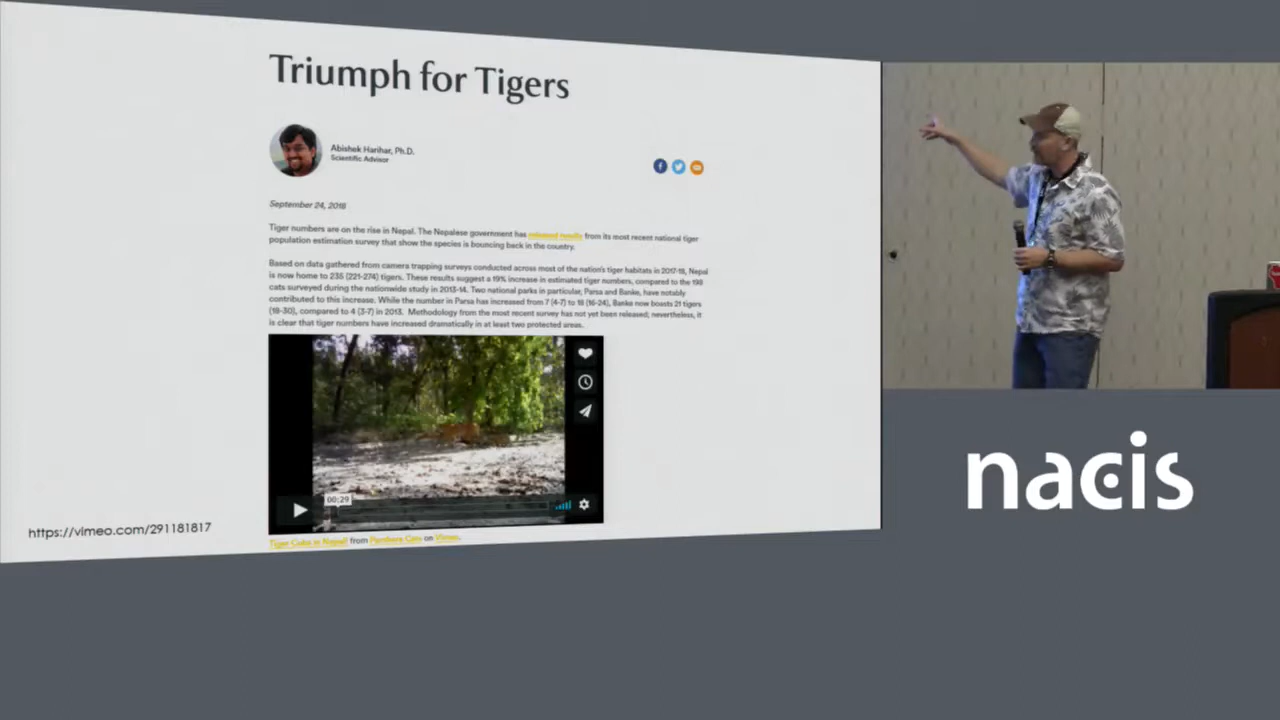 Triumph for Tigers
Abishek Harihar, Ph.D.
Scientific Advisor
September 24, 2018
Tiger numbers are on the rise in Nepal. The Nepalese government has released results from its most recent national tiger
population estimation survey that show the species is bouncing back in the country.
Based on data gathered from camera trapping surveys conducted across most of the nation's tiger habitats in 2017-18, Nepal
is now home to 235 (221-274) tigers. These results suggest a 19% increase in estimated tiger numbers, compared to the 198
cats surveyed during the nationwide study in 2013-14. Two national parks in particular, Parsa and Banke, have notably
contributed to this increase. While the number in Parsa has increased from 7 (4-7) to 18 (16-24), Banke now boasts 21 tigers
(18-30), compared to 4 (3-7) in 2013. Methodology from the most recent survey has not yet been released; nevertheless, it
is clear that tiger numbers have increased dramatically in at least two protected areas.
00:29
Tiger Cubs in Nepal! from Panthera Cats on Vimeo.
https://vimeo.com/291181817
nacis